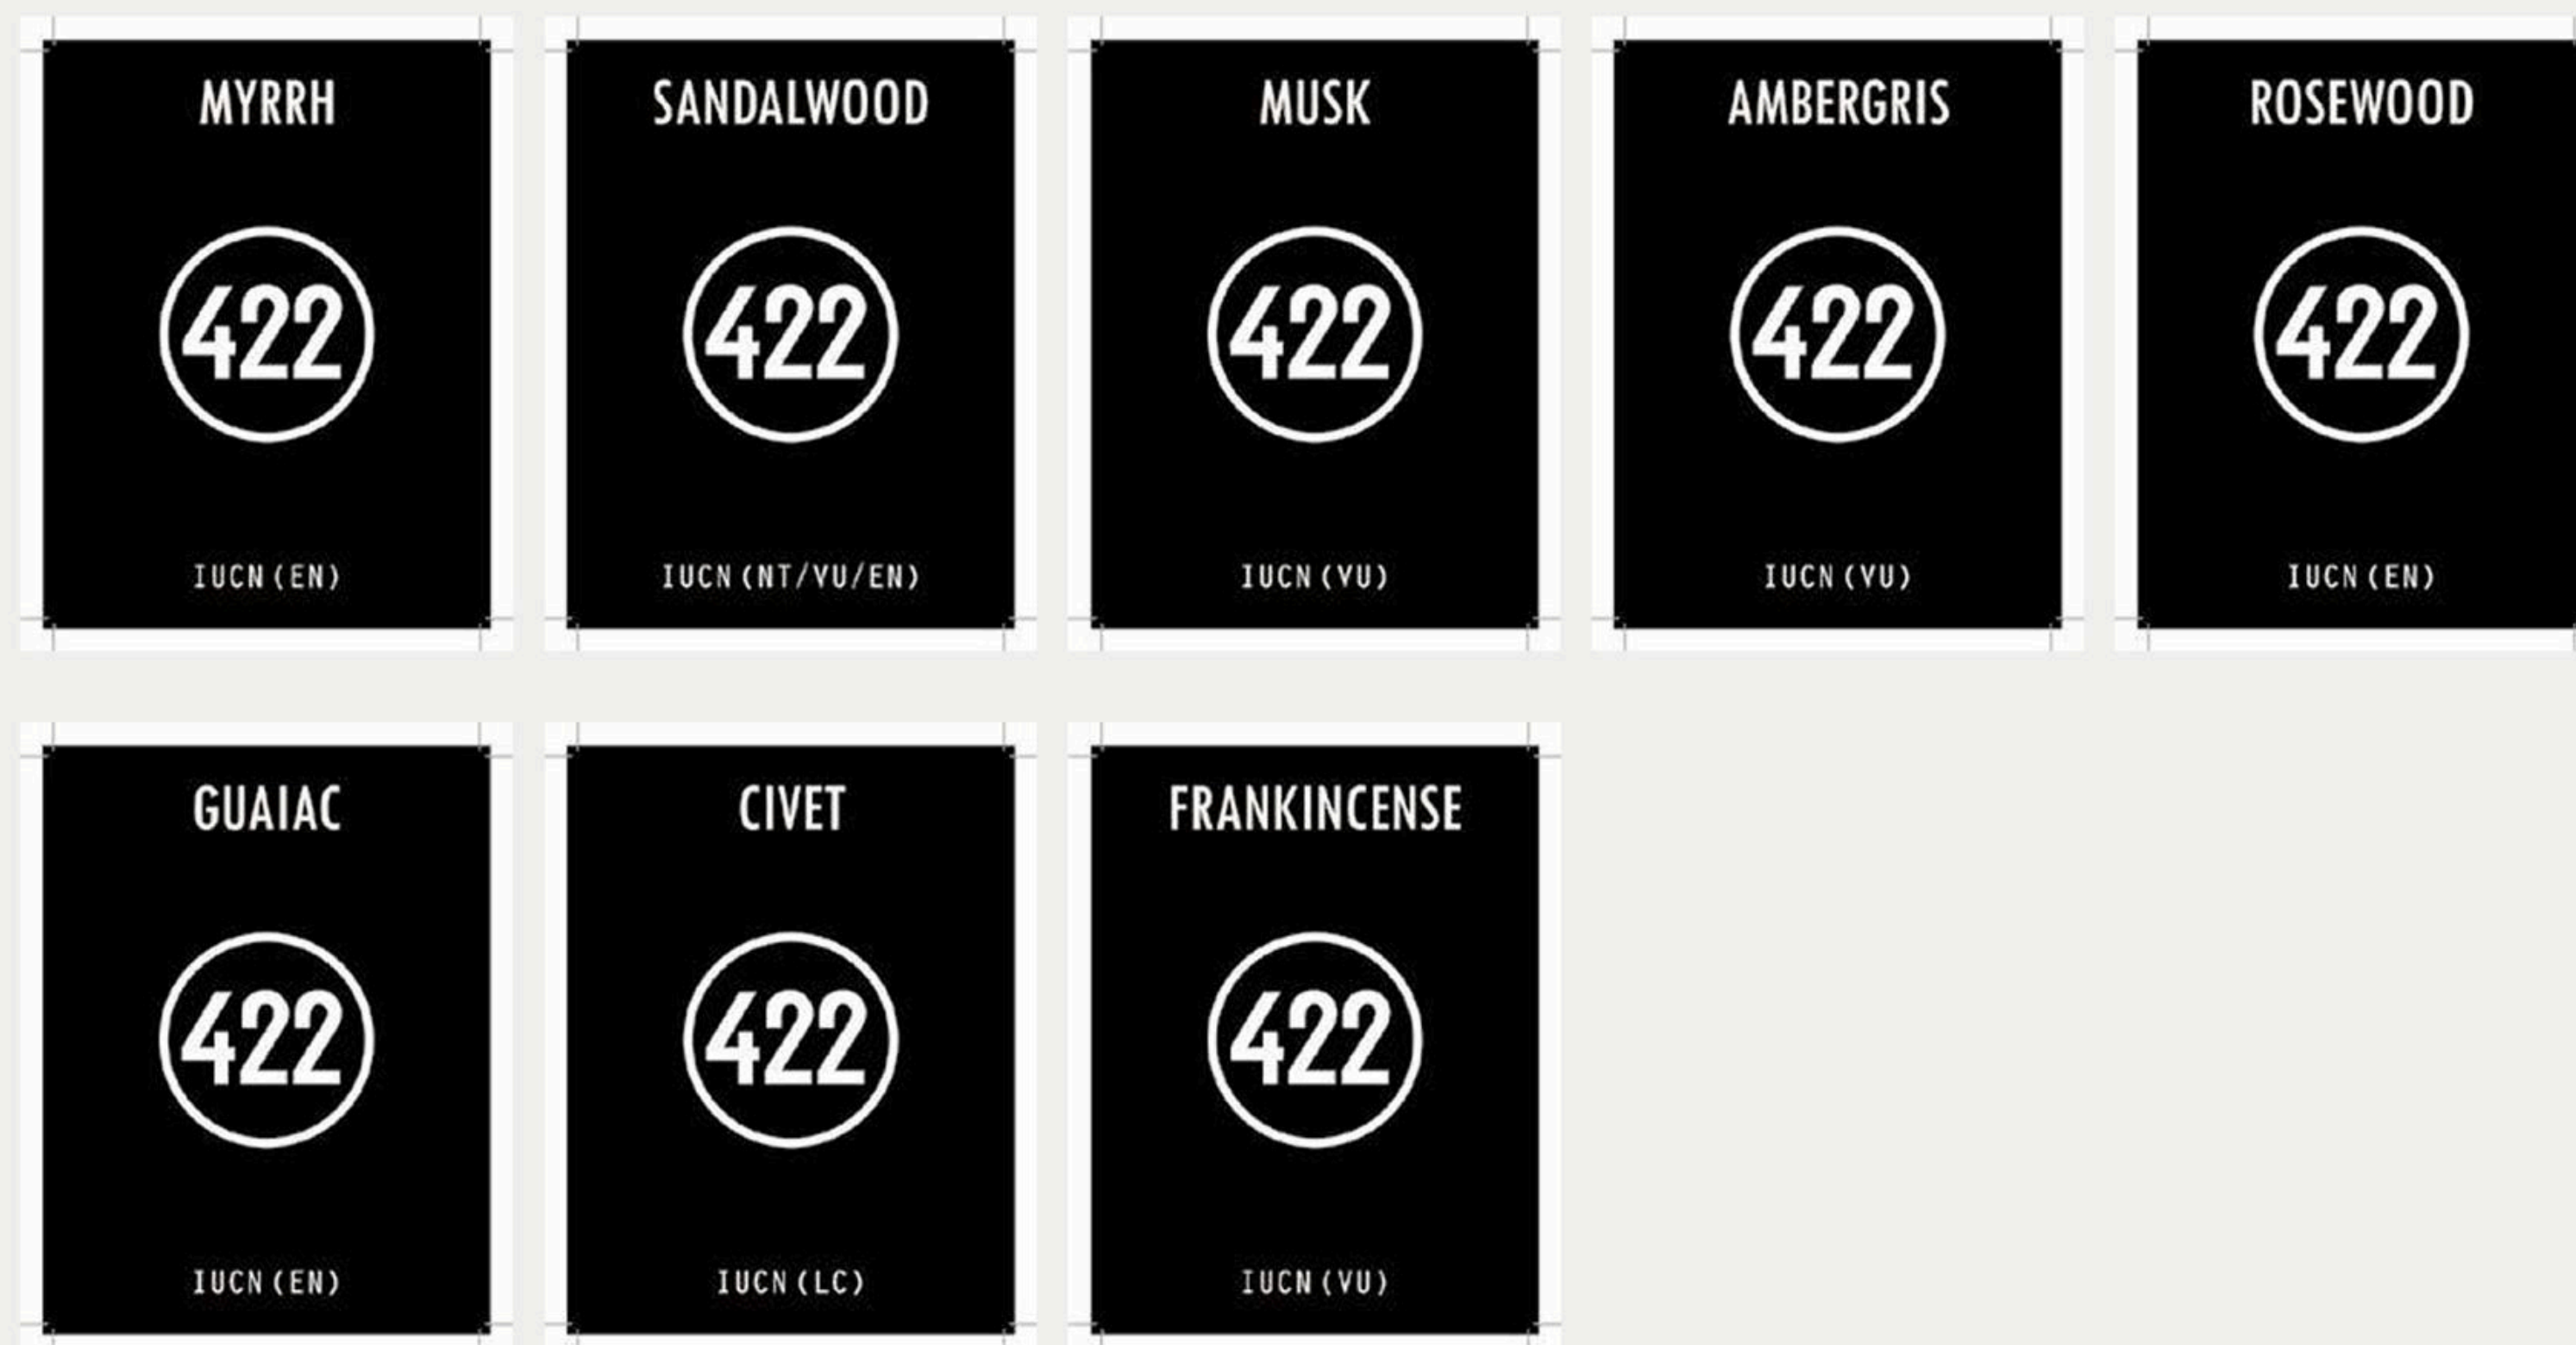 MYRRH
422
IUCN (EN)
SANDALWOOD
422
IUCN (NT/VU/EN)
MUSK
422
IUCN (VU)
AMBERGRIS
422
IUCN (VU)
ROSEWOOD
422
IUCN (EN)
GUAIAC
422
IUCN (EN)
CIVET
422
IUCN (LC)
FRANKINCENSE
422
IUCN (VU)